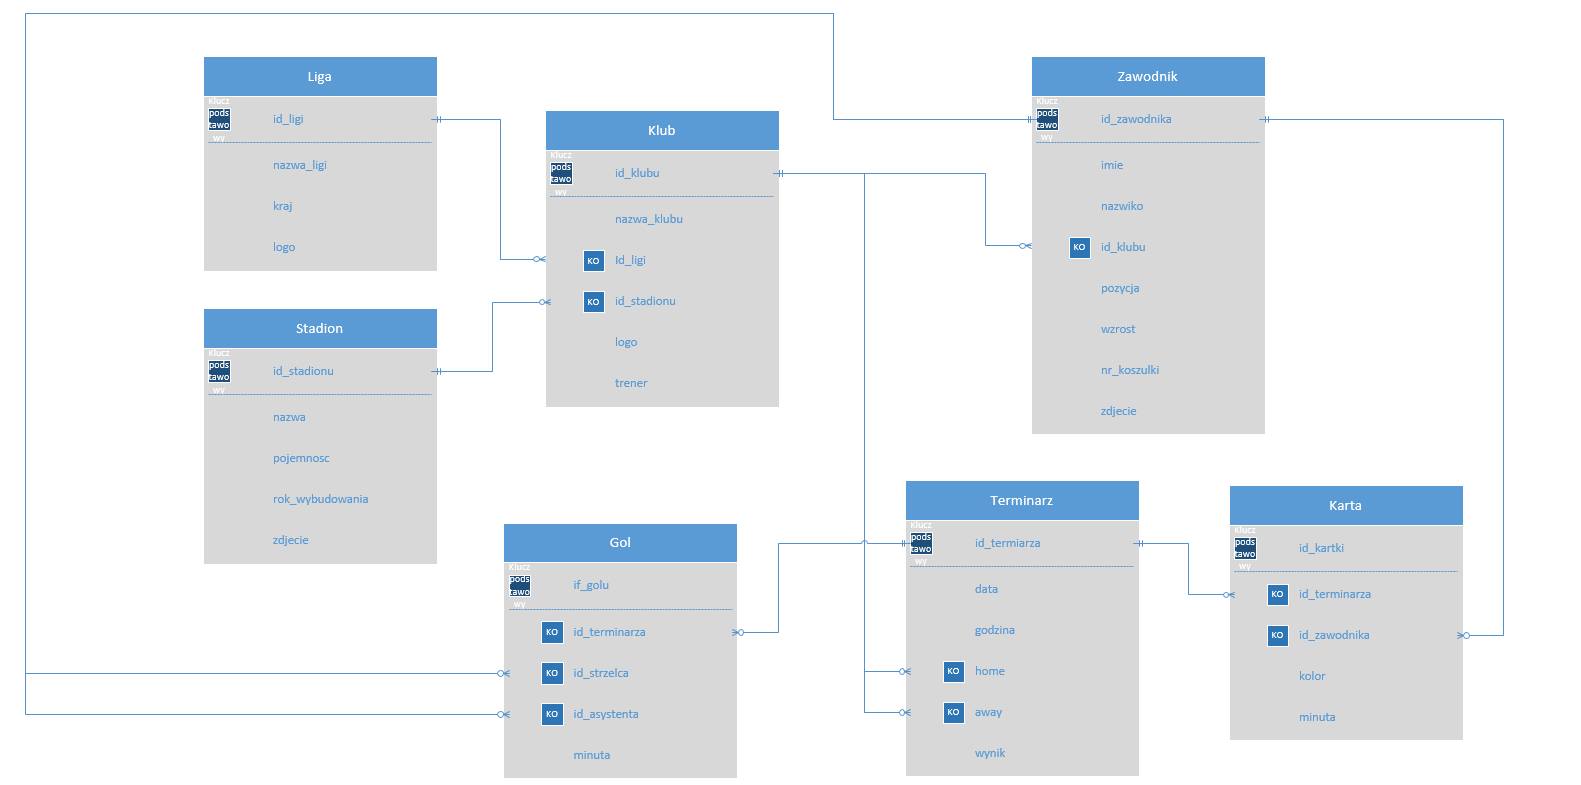 Liga
Klucz
pods
tawo
wy
id_ligi
nazwa_ligi
kraj
logo
Stadion
Klucz
pods
tawo
wy
id_stadionu
nazwa
pojemnosc
rok_wybudowania
zdjecie
Klub
Klucz
pods
tawo
wy
id_klubu
nazwa_klubu
KO Id_ligi
KO id_stadionu
logo
trener
Zawodnik
Klucz
pods
tawo
wy
id_zawodnika
imie
nazwiko
KO id_klubu
pozycja
wzrost
nr_koszulki
zdjecie
Gol
Klucz
pods
tawo
wy
if_golu
KO id_terminarza
KO id_strzelca
KO id_asystenta
minuta
Terminarz
Klucz
pods
tawo
wy
id_termiarza
data
godzina
KO home
KO away
wynik
Karta
Klucz
pods
tawo
wy
id_kartki
KO id_terminarza
KO id_zawodnika
kolor
minuta